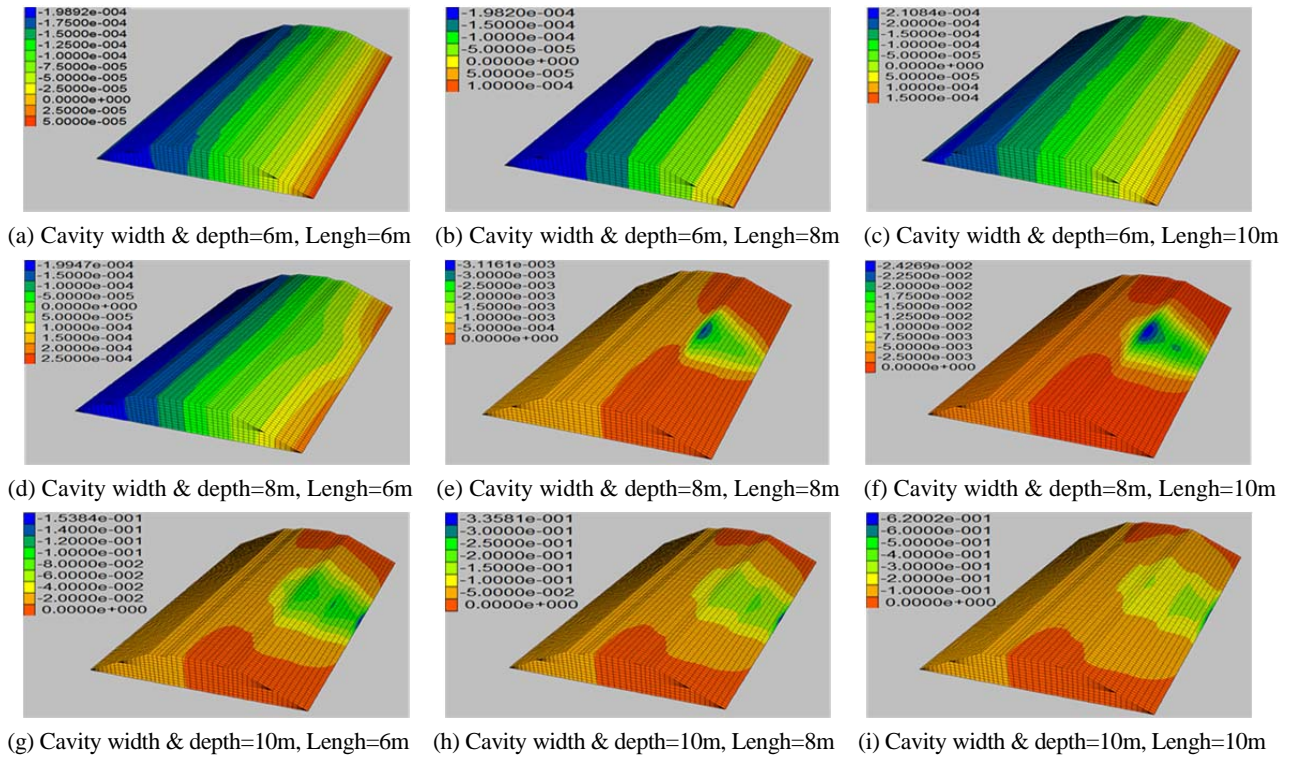 -1.9892e-004
-1.7500e-004
-1.5000e-004
-1.2500e-004
-1.0000e-004
-7.5000e-005
-5.0000e-005
-2.5000e-005
0.0000e+000
2.5000e-005
5.0000e-005
-1.9820e-004
-1.5000e-004
-1.0000e-004
-5.0000e-005
0.0000e+000
5.0000e-005
1.0000e-004
-2.1084e-004
-2.0000e-004
-1.5000e-004
-1.0000e-004
-5.0000e-005
0.0000e+000
5.0000e-005
1.0000e-004
1.5000e-004
(a) Cavity width & depth=6m, Lengh=6m
(b) Cavity width & depth=6m, Lengh=8m
(c) Cavity width & depth=6m, Lengh=10m
-1.9947e-004
-1.5000e-004
-1.0000e-004
-5.0000e-005
0.0000e+000
5.0000e-005
1.0000e-004
1.5000e-004
2.0000e-004
2.5000e-004
-3.1161e-003
-3.0000e-003
-2.5000e-003
-2.0000e-003
-1.5000e-003
-1.0000e-003
-5.0000e-004
0.0000e+000
-2.4269e-002
-2.2500e-002
-2.0000e-002
-1.7500e-002
-1.5000e-002
-1.2500e-002
-1.0000e-002
-7.5000e-003
-5.0000e-003
-2.5000e-003
0.0000e+000
(d) Cavity width & depth=8m, Lengh=6m
(e) Cavity width & depth=8m, Lengh=8m
(f) Cavity width & depth=8m, Lengh=10m
-1.5384e-001
-1.4000e-001
-1.2000e-001
-1.0000e-001
-8.0000e-002
-6.0000e-002
-4.0000e-002
-2.0000e-002
0.0000e+000
-3.3581e-001
-3.0000e-001
-2.5000e-001
-2.0000e-001
-1.5000e-001
-1.0000e-001
-5.0000e-002
0.0000e+000
-6.2002e-001
-6.0000e-001
-5.0000e-001
-4.0000e-001
-3.0000e-001
-2.0000e-001
-1.0000e-001
0.0000e+000
(g) Cavity width & depth=10m, Lengh=6m
(h) Cavity width & depth=10m, Lengh=8m
(i) Cavity width & depth=10m, Lengh=10m